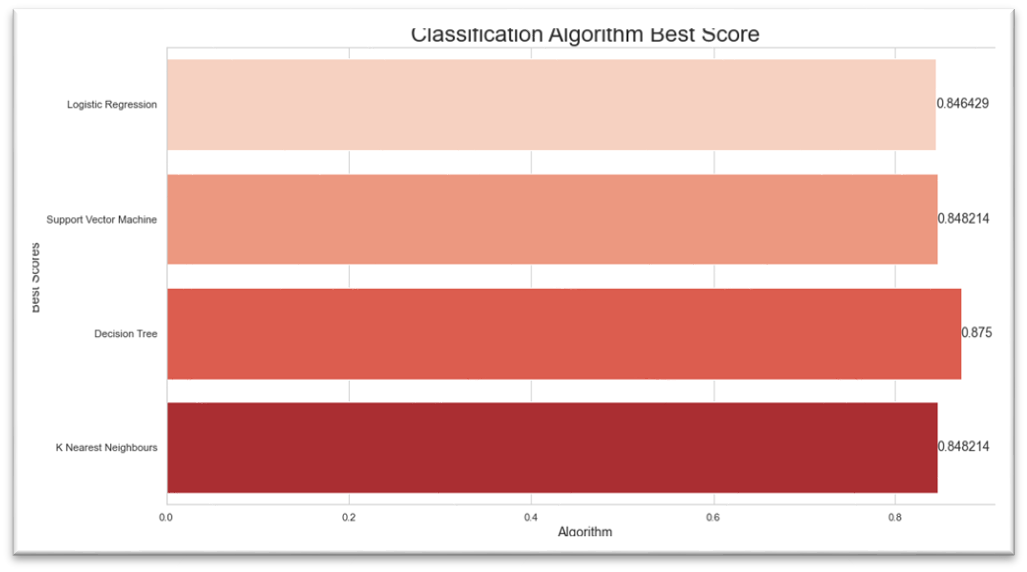 Classification Algorithm Best Score
Logistic Regression
0.846429
Support Vector Machine
0.848214
Best Scores
Decision Tree
0.875
K Nearest Neighbours
0.848214
0.0 0.2 0.4 0.6 0.8
Algorithm